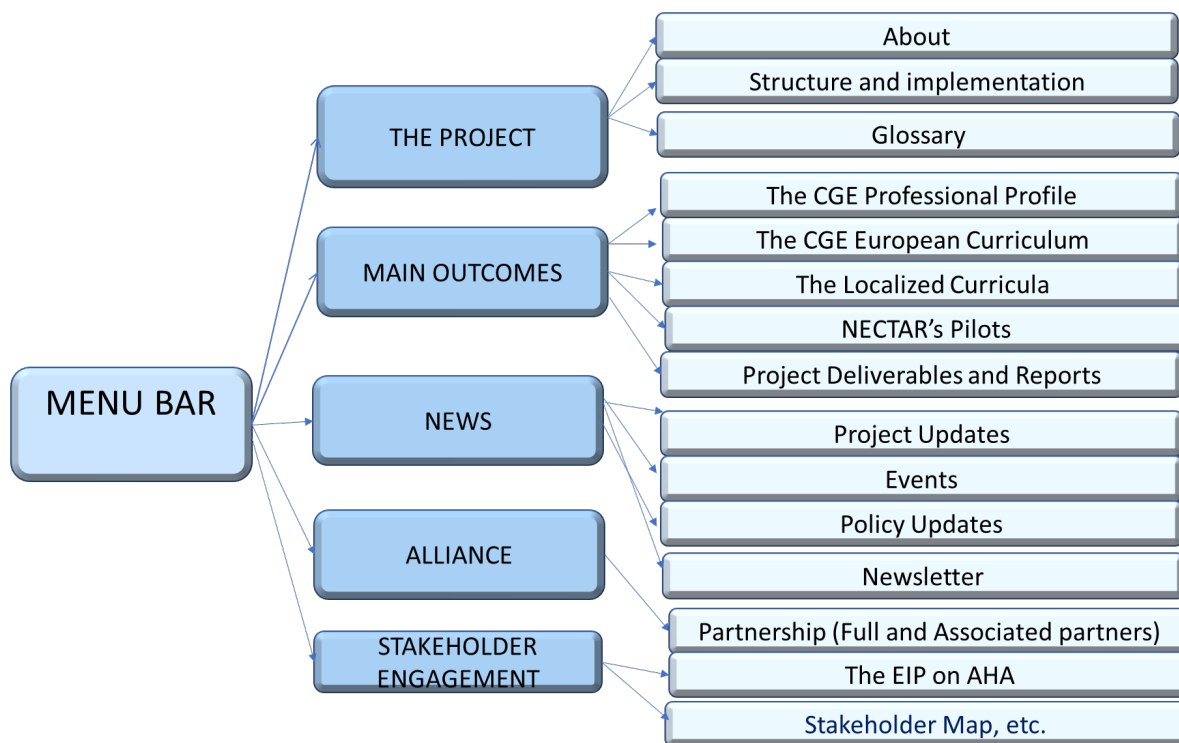 MENU BAR
THE PROJECT
About
Structure and implementation
Glossary
MAIN OUTCOMES
The CGE Professional Profile
The CGE European Curriculum
The Localized Curricula
NECTAR’s Pilots
Project Deliverables and Reports
NEWS
Project Updates
Events
Policy Updates
Newsletter
ALLIANCE
Partnership (Full and Associated partners)
STAKEHOLDER
ENGAGEMENT
The EIP on AHA
Stakeholder Map, etc.